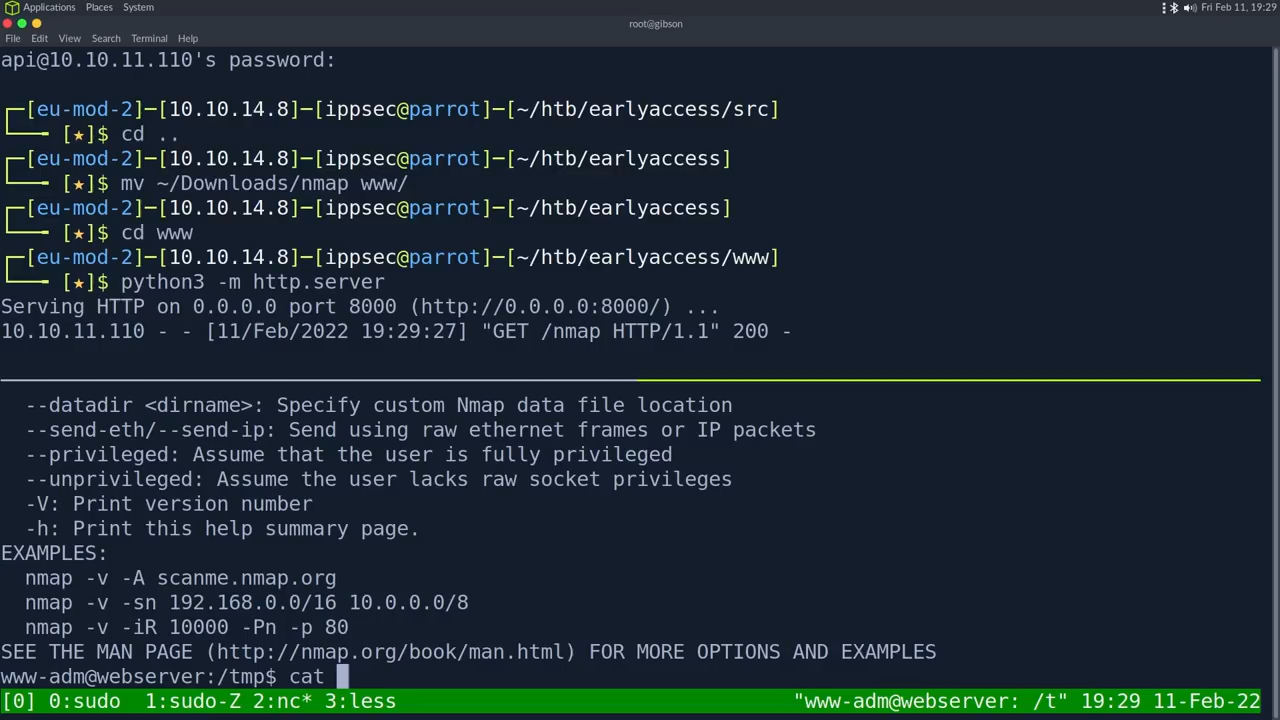 Applications Places System
Fri Feb 11, 19:29
root@gibson
File Edit View Search Terminal Help
api@10.10.11.110's password:
┌─[eu-mod-2]─[10.10.14.8]─[ippsec@parrot]─[~/htb/earlyaccess/src]
└──╼ [★]$ cd ..
┌─[eu-mod-2]─[10.10.14.8]─[ippsec@parrot]─[~/htb/earlyaccess]
└──╼ [★]$ mv ~/Downloads/nmap www/
┌─[eu-mod-2]─[10.10.14.8]─[ippsec@parrot]─[~/htb/earlyaccess]
└──╼ [★]$ cd www
┌─[eu-mod-2]─[10.10.14.8]─[ippsec@parrot]─[~/htb/earlyaccess/www]
└──╼ [★]$ python3 -m http.server
Serving HTTP on 0.0.0.0 port 8000 (http://0.0.0.0:8000/) ...
10.10.11.110 - - [11/Feb/2022 19:29:27] "GET /nmap HTTP/1.1" 200 -
--datadir <dirname>: Specify custom Nmap data file location
--send-eth/--send-ip: Send using raw ethernet frames or IP packets
--privileged: Assume that the user is fully privileged
--unprivileged: Assume the user lacks raw socket privileges
-V: Print version number
-h: Print this help summary page.
EXAMPLES:
nmap -v -A scanme.nmap.org
nmap -v -sn 192.168.0.0/16 10.0.0.0/8
nmap -v -iR 10000 -Pn -p 80
SEE THE MAN PAGE (http://nmap.org/book/man.html) FOR MORE OPTIONS AND EXAMPLES
www-adm@webserver:/tmp$ cat
[0] 0:sudo 1:sudo-Z 2:nc* 3:less "www-adm@webserver: /t" 19:29 11-Feb-22